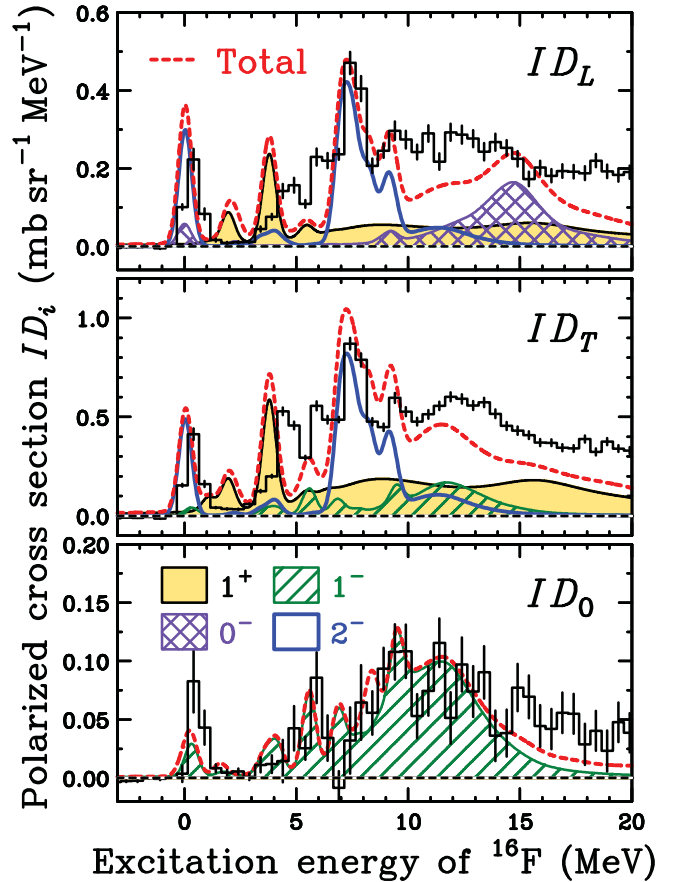 Polarized cross section ID_i (mb sr⁻¹ MeV⁻¹)
0.6
0.4
0.2
0.0
Total
ID_L
1.0
0.5
0.0
ID_T
0.20
0.15
0.10
0.05
0.00
1⁺ 1⁻
0⁻ 2⁻
ID₀
0 5 10 15 20
Excitation energy of ¹⁶F (MeV)